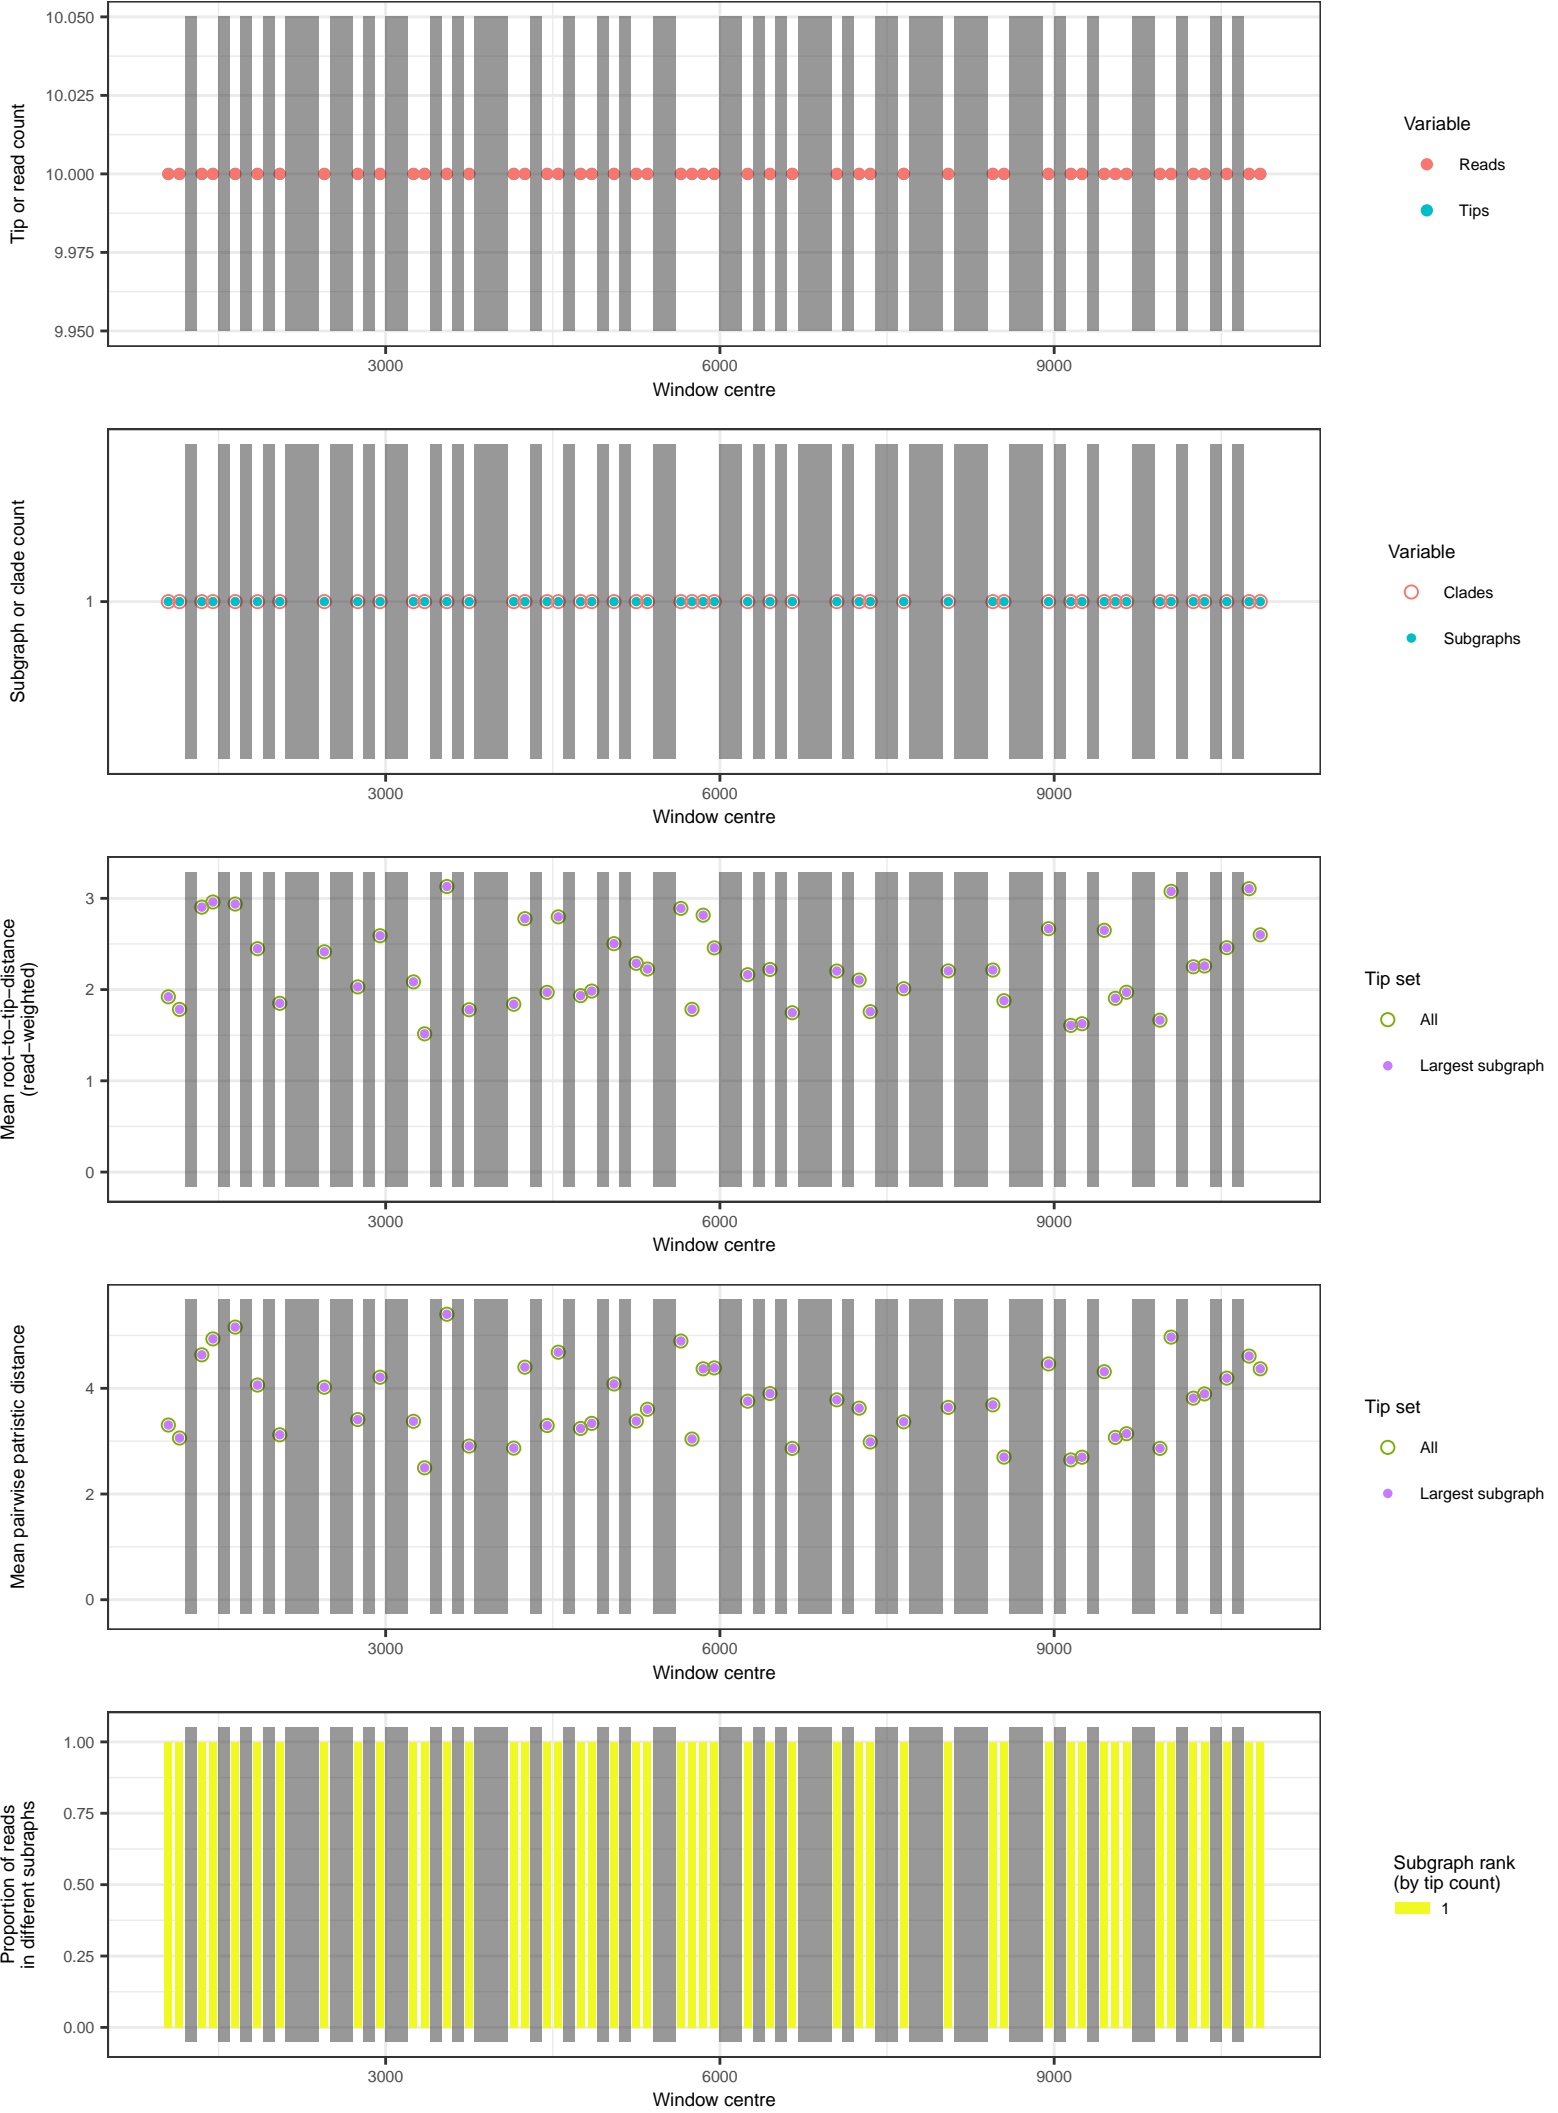 10.050
10.025
10.000
9.975
9.950
Tip or read count
3000
6000
9000
Window centre
Variable
Reads
Tips
1
Subgraph or clade count
3000
6000
9000
Window centre
Variable
Clades
Subgraphs
3
2
1
0
Mean root−to−tip−distance
(read−weighted)
3000
6000
9000
Window centre
Tip set
All
Largest subgraph
4
2
0
Mean pairwise patristic distance
3000
6000
9000
Window centre
Tip set
All
Largest subgraph
1.00
0.75
0.50
0.25
0.00
Proportion of reads
in different subraphs
3000
6000
9000
Window centre
Subgraph rank
(by tip count)
1